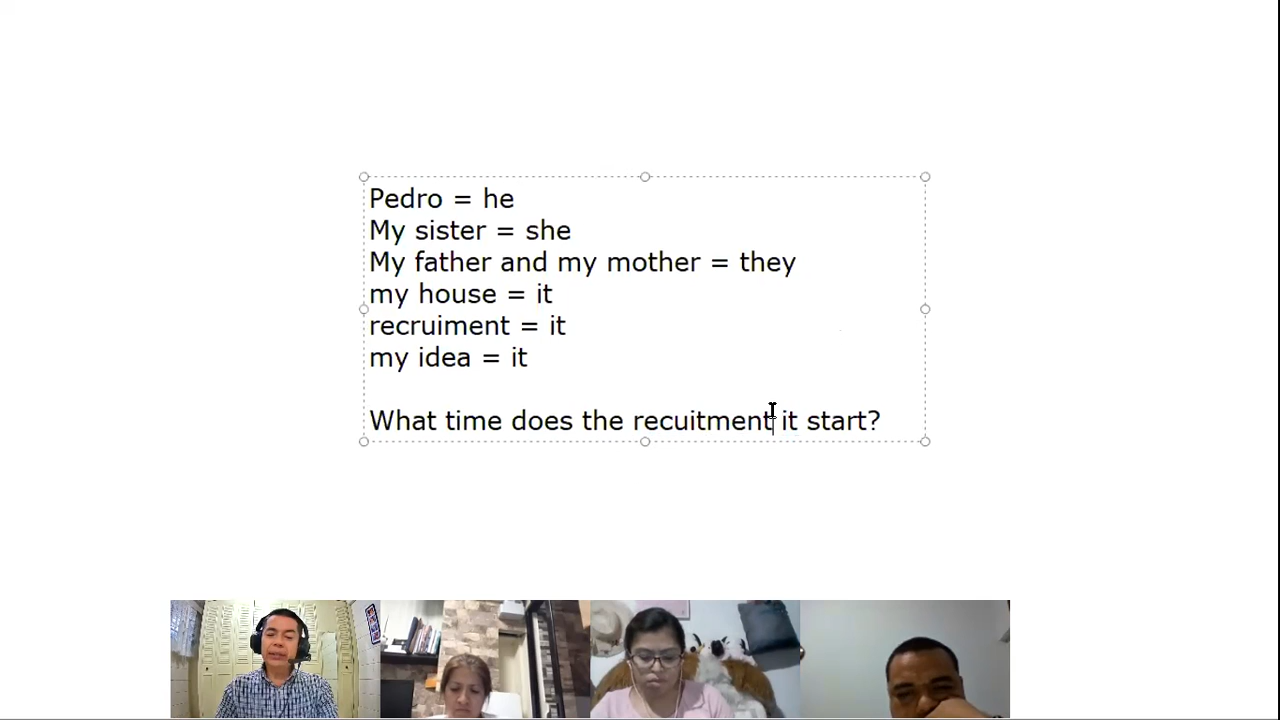 Pedro = he
My sister = she
My father and my mother = they
my house = it
recruiment = it
my idea = it
What time does the recuitment it start?